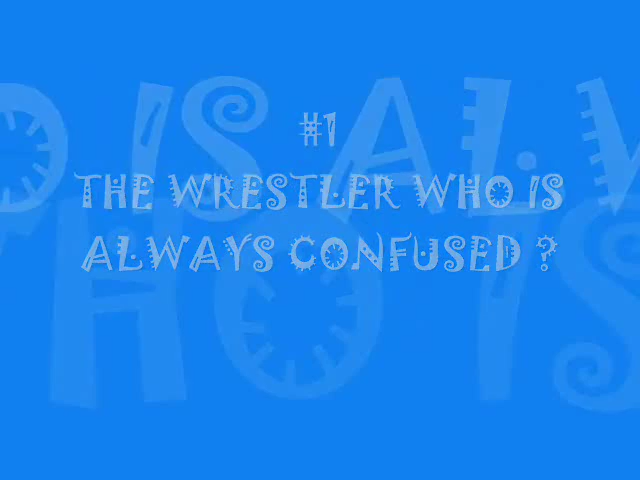 #1
THE WRESTLER WHO IS
ALWAYS CONFUSED ?